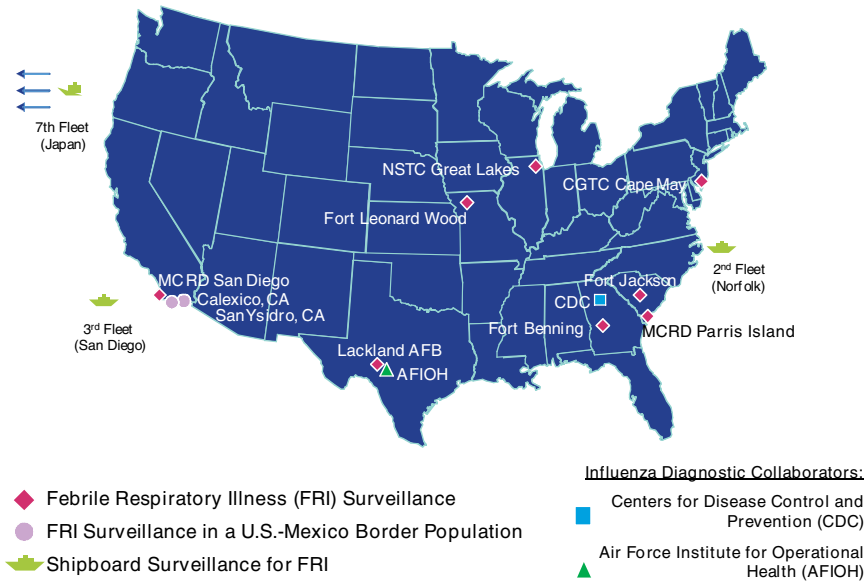 7th Fleet
(Japan)
NSTC Great Lakes
CGTC Cape May
Fort Leonard Wood
2nd Fleet
(Norfolk)
MCRD San Diego
Calexico, CA
San Ysidro, CA
Fort Jackson
CDC
3rd Fleet
(San Diego)
Fort Benning
MCRD Parris Island
Lackland AFB
AFIOH
Febrile Respiratory Illness (FRI) Surveillance
FRI Surveillance in a U.S.-Mexico Border Population
Shipboard Surveillance for FRI
Influenza Diagnostic Collaborators:
Centers for Disease Control and
Prevention (CDC)
Air Force Institute for Operational
Health (AFIOH)